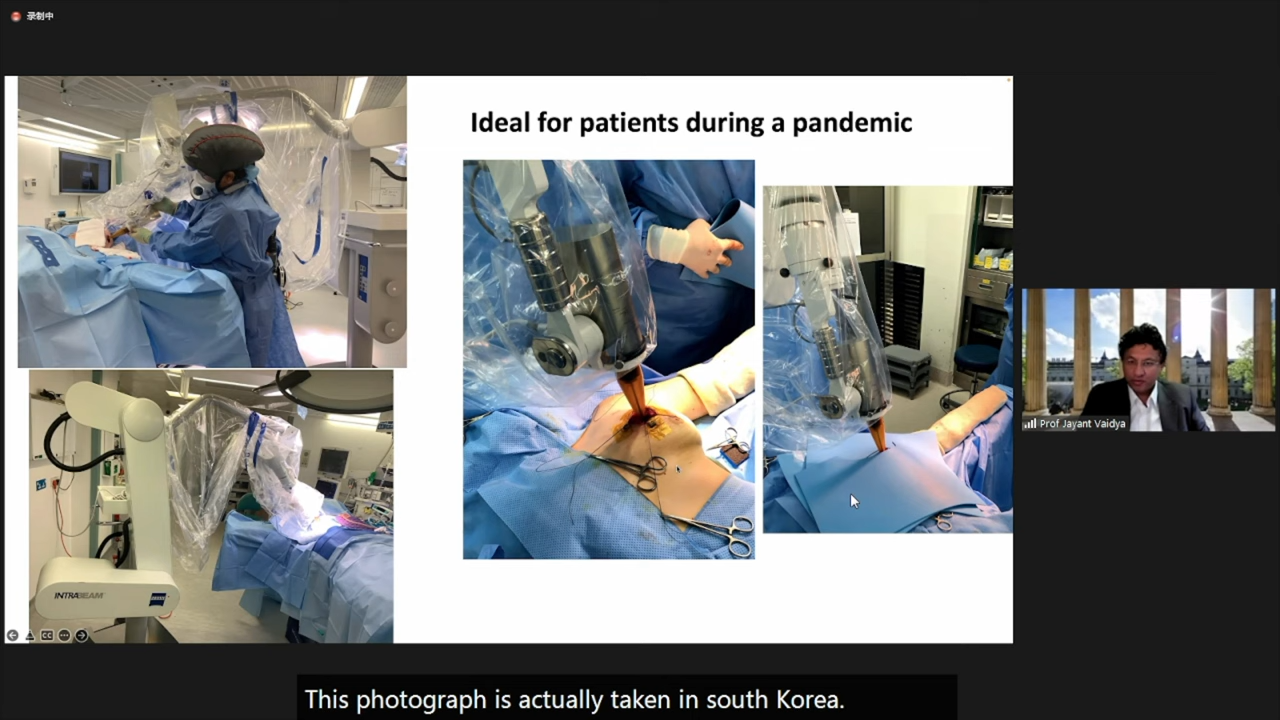 录制中
Ideal for patients during a pandemic
INTRABEAM
ZEISS
CC
Prof Jayant Vaidya
This photograph is actually taken in south Korea.